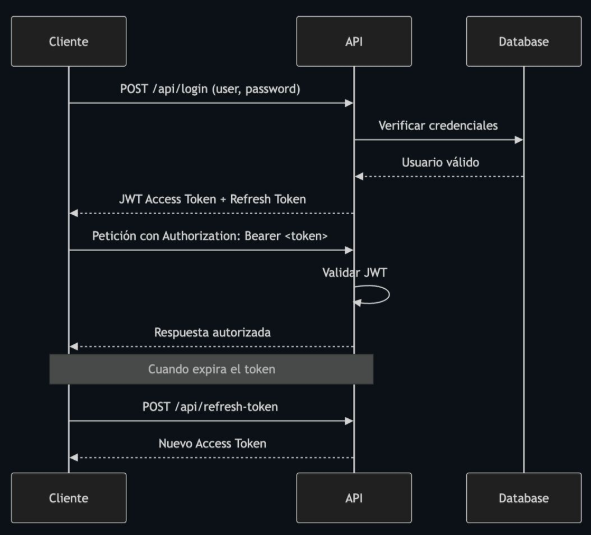 Cliente
API
Database
POST /api/login (user, password)
Verificar credenciales
Usuario válido
JWT Access Token + Refresh Token
Petición con Authorization: Bearer <token>
Validar JWT
Respuesta autorizada
Cuando expira el token
POST /api/refresh-token
Nuevo Access Token
Cliente
API
Database